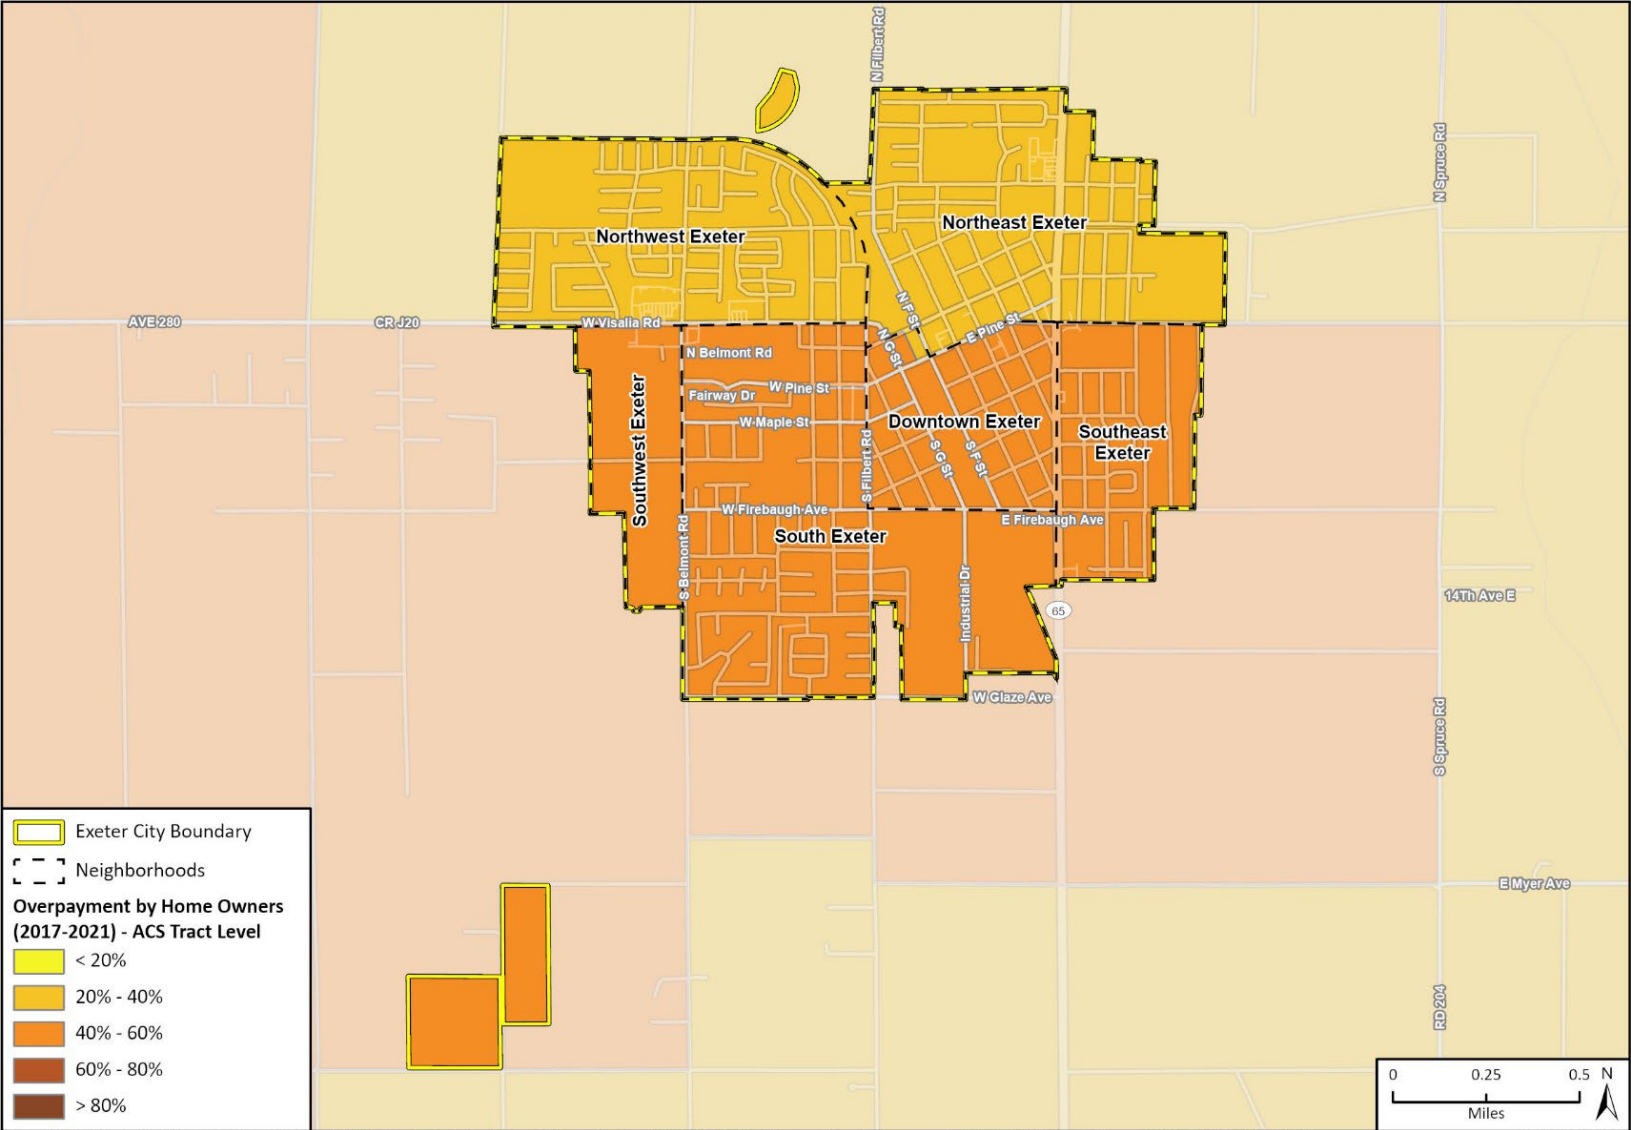 N Filbert Rd
N Spruce Rd
Northwest Exeter
Northeast Exeter
AVE 280
CR J20
W Visalia Rd
N F St
N G St
E Pine St
N Belmont Rd
W Pine St
Fairway Dr
W Maple St
Southwest Exeter
Downtown Exeter
Southeast
Exeter
S Filbert Rd
S G St
S F St
W Firebaugh Ave
E Firebaugh Ave
South Exeter
S Belmont Rd
Industrial Dr
65
14Th Ave E
W Glaze Ave
S Spruce Rd
E Myer Ave
RD 204
Exeter City Boundary
Neighborhoods
Overpayment by Home Owners
(2017-2021) - ACS Tract Level
< 20%
20% - 40%
40% - 60%
60% - 80%
> 80%
0 0.25 0.5 N
Miles